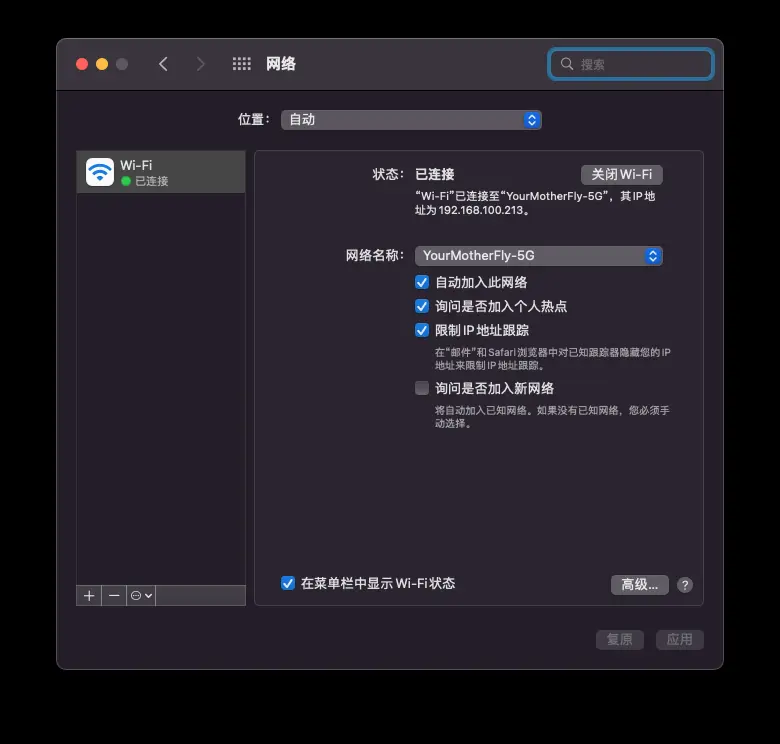 网络
搜索
位置： 自动
Wi-Fi
已连接
状态： 已连接
关闭 Wi-Fi
“Wi-Fi”已连接至“YourMotherFly-5G”，其 IP 地
址为 192.168.100.213。
网络名称： YourMotherFly-5G
自动加入此网络
询问是否加入个人热点
限制 IP 地址跟踪
在“邮件”和 Safari 浏览器中对已知跟踪器隐藏您的 IP
地址来限制 IP 地址跟踪。
询问是否加入新网络
将自动加入已知网络。如果没有已知网络，您必须手
动选择。
在菜单栏中显示 Wi-Fi 状态
高级...
?
复原
应用